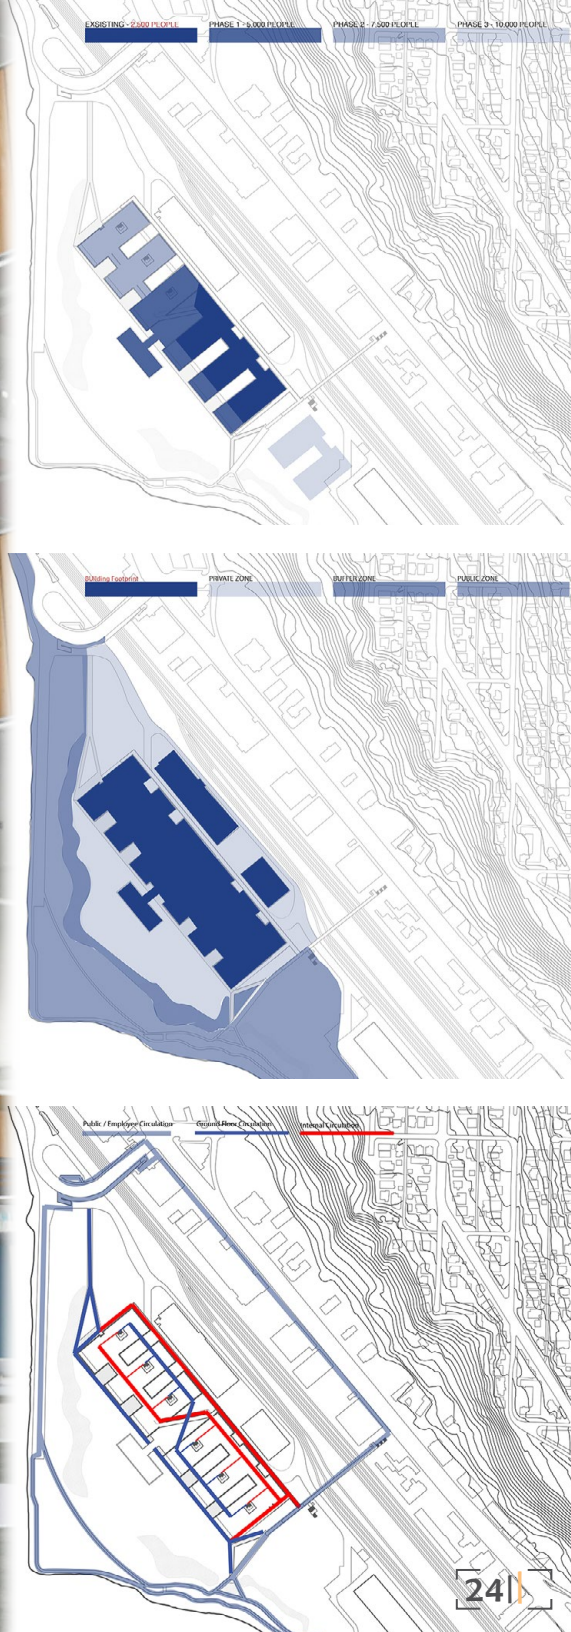 EXSISTING - 2,500 PEOPLE PHASE 1 - 5,000 PEOPLE PHASE 2 - 7,500 PEOPLE PHASE 3 - 10,000 PEOPLE
BUilding Footprint PRIVATE ZONE BUFFER ZONE PUBLIC ZONE
Public / Employee Circulation Ground Floor Circulation Internal Circulation
24